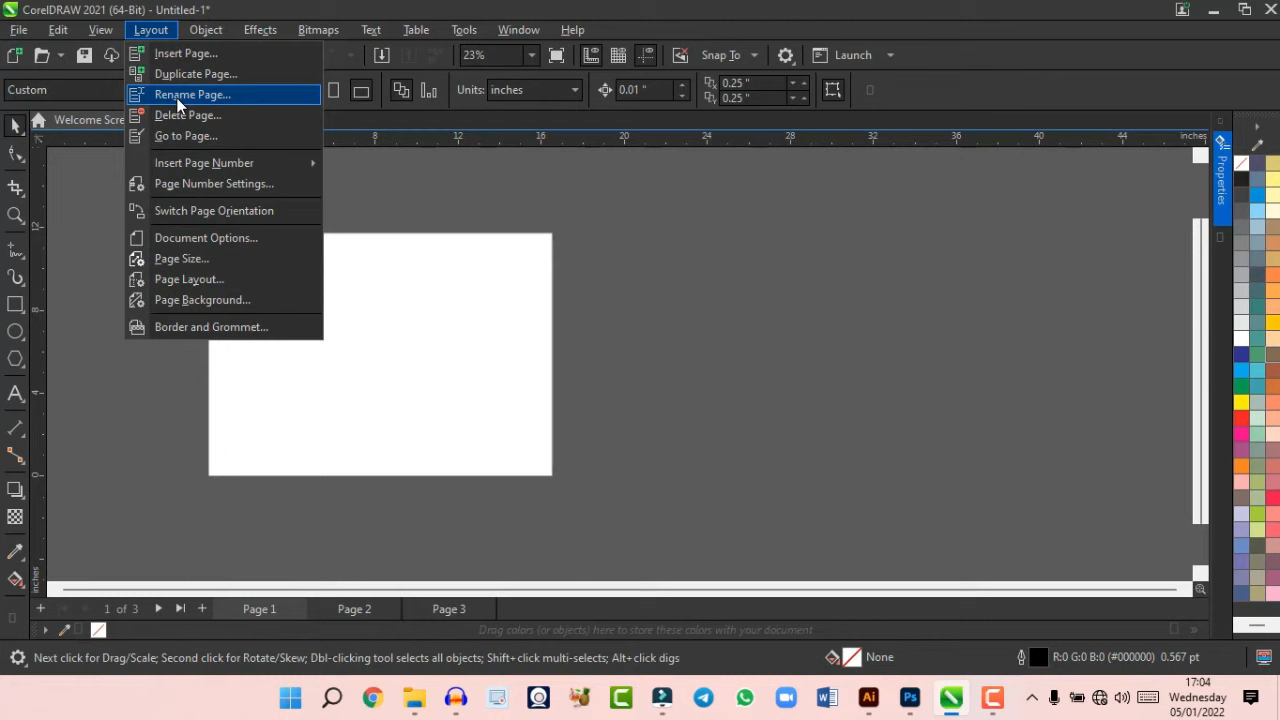 CorelDRAW 2021 (64-Bit) - Untitled-1*
File Edit View Layout Object Effects Bitmaps Text Table Tools Window Help
23% Snap To Launch
Custom Units: inches 0.01 " 0.25 "
0.25 "
Insert Page...
Duplicate Page...
Rename Page...
Delete Page...
Go to Page...
Insert Page Number
Page Number Settings...
Switch Page Orientation
Document Options...
Page Size...
Page Layout...
Page Background...
Border and Grommet...
Welcome Scre
8 12 16 20 24 28 32 36 40 44 inches
12
8
4
0
inches
Properties
1 of 3 Page 1 Page 2 Page 3
Drag colors (or objects) here to store these colors with your document
Next click for Drag/Scale; Second click for Rotate/Skew; Dbl-clicking tool selects all objects; Shift+click multi-selects; Alt+click digs None R:0 G:0 B:0 (#000000) 0.567 pt
17:04
Wednesday
05/01/2022